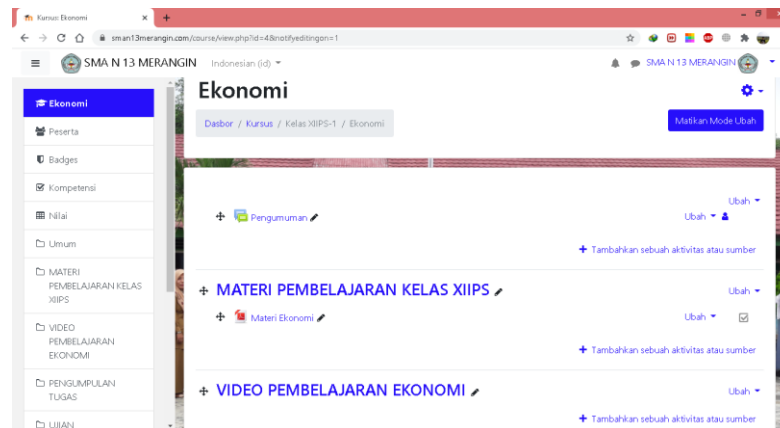 Kursus: Ekonomi
sman13merangin.com/course/view.php?id=4&notifyeditingon=1
SMA N 13 MERANGIN
Indonesian (id)
SMA N 13 MERANGIN
Ekonomi
Peserta
Badges
Kompetensi
Nilai
Umum
MATERI
PEMBELAJARAN KELAS
XIIPS
VIDEO
PEMBELAJARAN
EKONOMI
PENGUMPULAN
TUGAS
UJIAN
Ekonomi
Dasbor / Kursus / Kelas XIIPS-1 / Ekonomi
Matikan Mode Ubah
Ubah
Pengumuman
Ubah
Tambahkan sebuah aktivitas atau sumber
MATERI PEMBELAJARAN KELAS XIIPS
Ubah
Materi Ekonomi
Ubah
Tambahkan sebuah aktivitas atau sumber
VIDEO PEMBELAJARAN EKONOMI
Ubah
Tambahkan sebuah aktivitas atau sumber